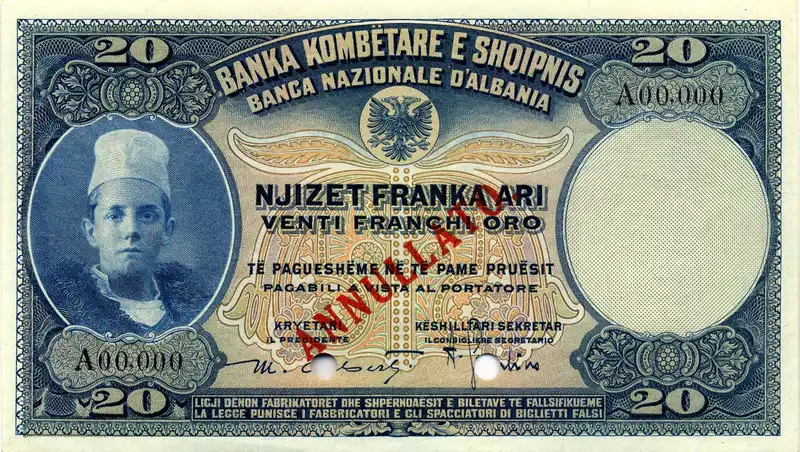 20
20
BANKA KOMBËTARE E SHQIPNIS
BANCA NAZIONALE D'ALBANIA
A00.000
NJIZET FRANKA ARI
VENTI FRANCHI ORO
ANNULLATO
TË PAGUESHËME NË TË PAME PRUËSIT
PAGABILI A VISTA AL PORTATORE
KRYETARI
KËSHILLTARI SEKRETAR
IL PRESIDENTE
IL CONSIGLIERE SEGRETARIO
A00.000
20
20
LIGJI DËNON FABRIKATORËT DHE SHPËRNDAËSIT E BILETAVE TË FALLSIFIKUEME
LA LEGGE PUNISCE I FABBRICATORI E GLI SPACCIATORI DI BIGLIETTI FALSI